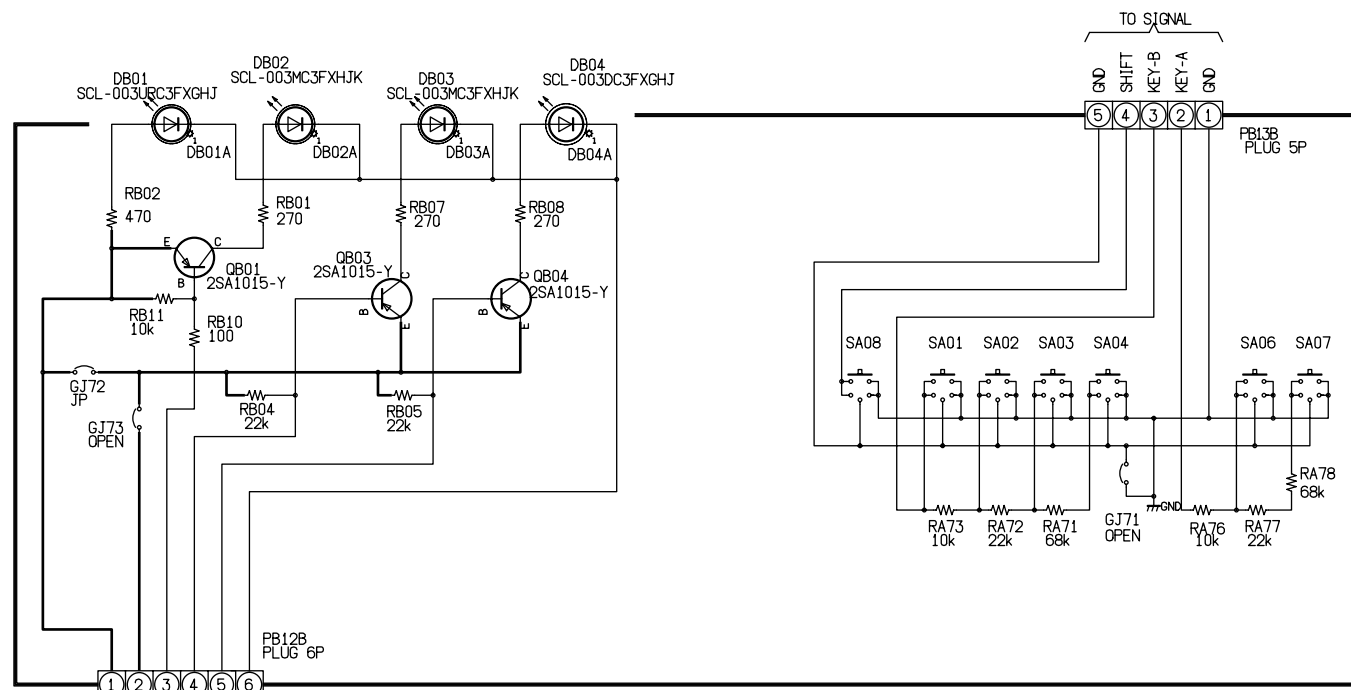 TO SIGNAL
GND
SHIFT
KEY-B
KEY-A
GND
5
4
3
2
1
PB13B
PLUG 5P
DB01
SCL-003URC3FXGHJ
DB02
SCL-003MC3FXHJK
DB03
SCL-003MC3FXHJK
DB04
SCL-003DC3FXGHJ
1
DB01A
1
DB02A
1
DB03A
1
DB04A
RB02
470
RB01
270
RB07
270
RB08
270
E
C
B
QB01
2SA1015-Y
QB03
2SA1015-Y
C
B
E
QB04
2SA1015-Y
C
B
E
RB11
10k
RB10
100
GJ72
JP
GJ73
OPEN
RB04
22k
RB05
22k
SA08
SA01
SA02
SA03
SA04
SA06
SA07
RA78
68k
RA73
10k
RA72
22k
RA71
68k
GJ71
OPEN
GND
RA76
10k
RA77
22k
PB12B
PLUG 6P
1
2
3
4
5
6